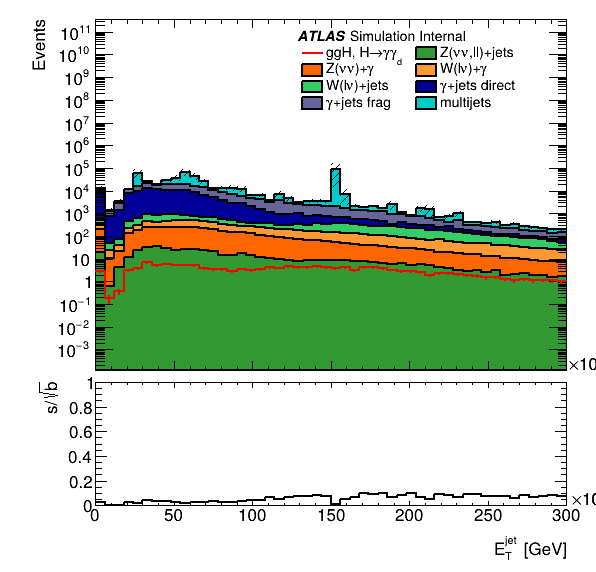 ATLAS Simulation Internal
ggH, H→γγ_d
Z(νν,ll)+jets
Z(νν)+γ
W(lν)+γ
W(lν)+jets
γ+jets direct
γ+jets frag
multijets
Events
10^11
10^10
10^9
10^8
10^7
10^6
10^5
10^4
10^3
10^2
10
1
10^−1
10^−2
10^−3
×10
s/√b
1
0.8
0.6
0.4
0.2
0
×10
0 50 100 150 200 250 300
E_T^jet [GeV]